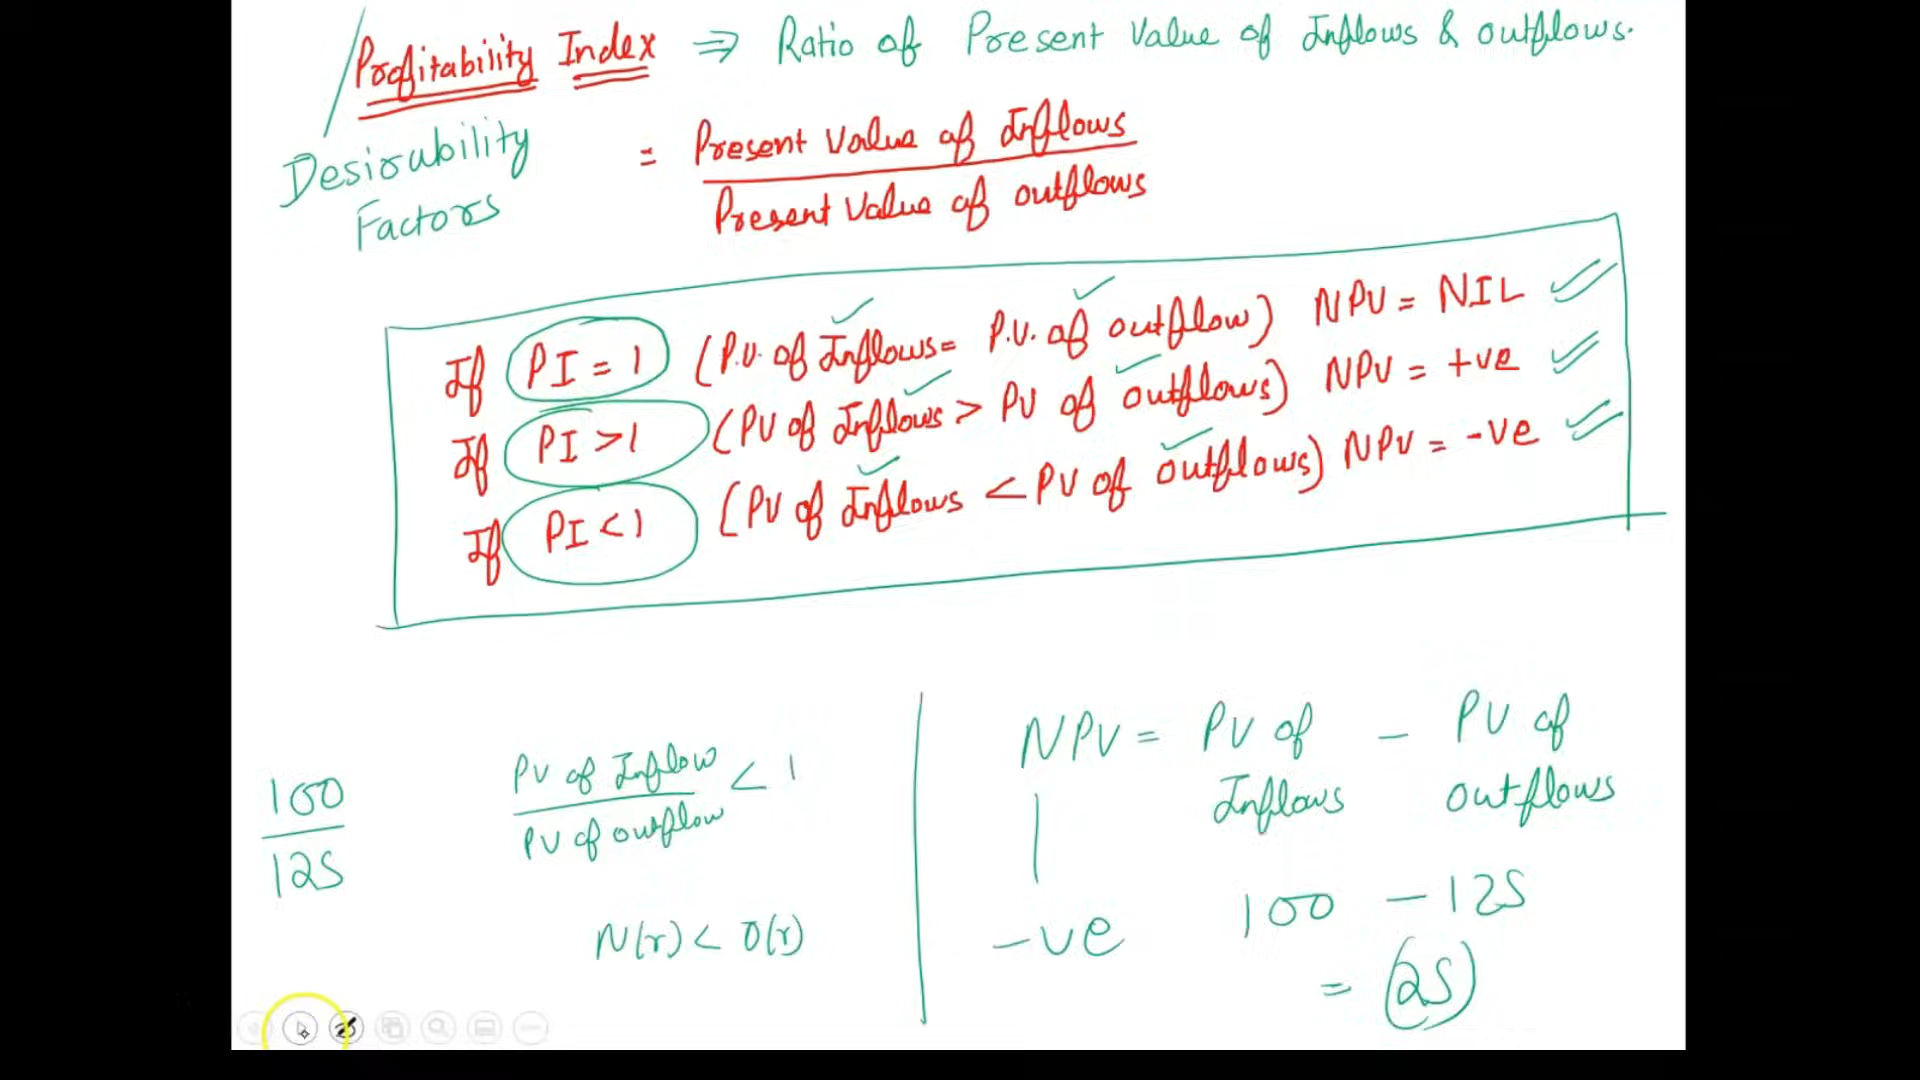 Profitability Index ⇒ Ratio of Present Value of Inflows & outflows.
Desirability Factors
= Present Value of Inflows
Present Value of outflows
If PI = 1 (P.V. of Inflows = P.V. of outflow) NPV = NIL
If PI > 1 (PV of Inflows > PV of outflows) NPV = +ve
If PI < 1 (PV of Inflows < PV of outflows) NPV = -ve
100
125
PV of Inflow
PV of outflow
< 1
N(r) < D(r)
NPV = PV of Inflows - PV of outflows
-ve 100 - 125
= (25)